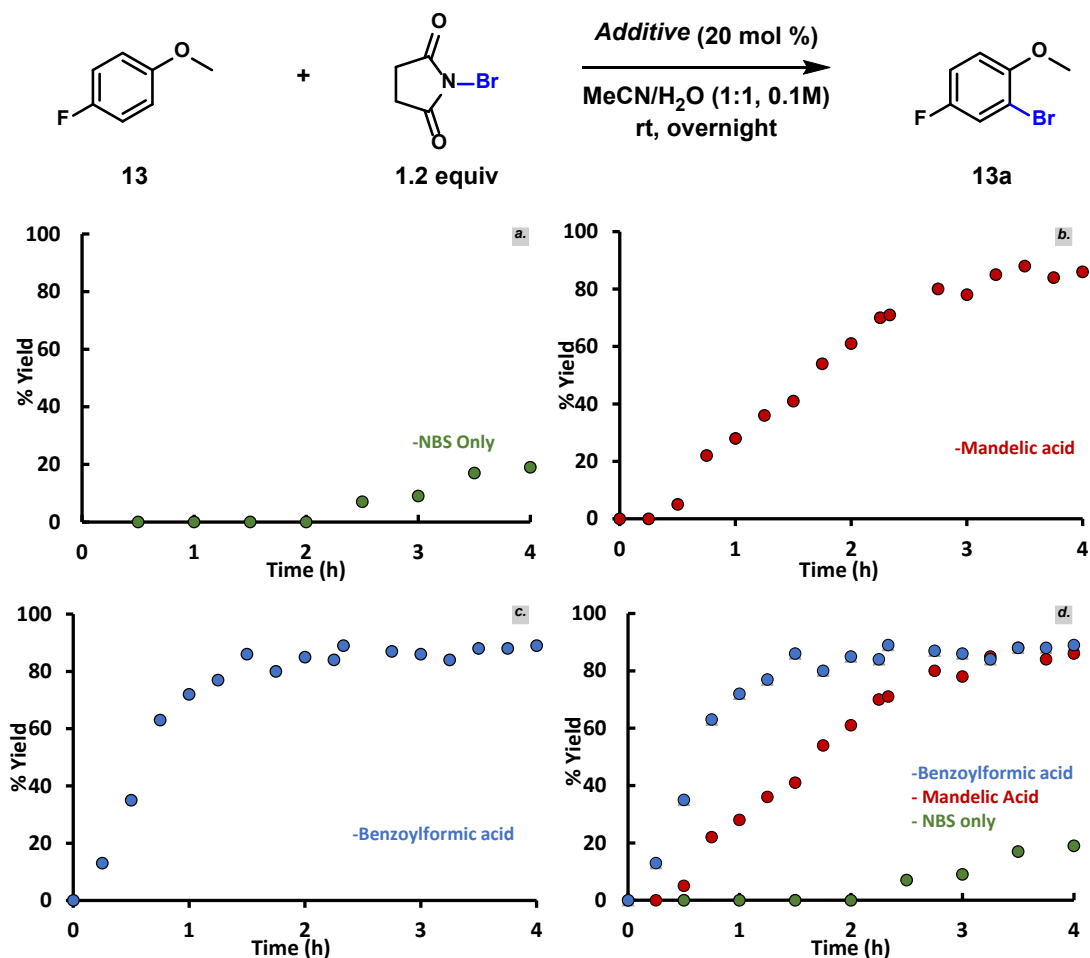 O
F
13
+
O
N
Br
O
1.2 equiv
Additive (20 mol %)
MeCN/H2O (1:1, 0.1M)
rt, overnight
O
F
Br
13a
a.
100
80
60
40
20
0
% Yield
-NBS Only
0 1 2 3 4
Time (h)
b.
100
80
60
40
20
0
% Yield
-Mandelic acid
0 1 2 3 4
Time (h)
c.
100
80
60
40
20
0
% Yield
-Benzoylformic acid
0 1 2 3 4
Time (h)
d.
100
80
60
40
20
0
% Yield
-Benzoylformic acid
- Mandelic Acid
- NBS only
0 1 2 3 4
Time (h)